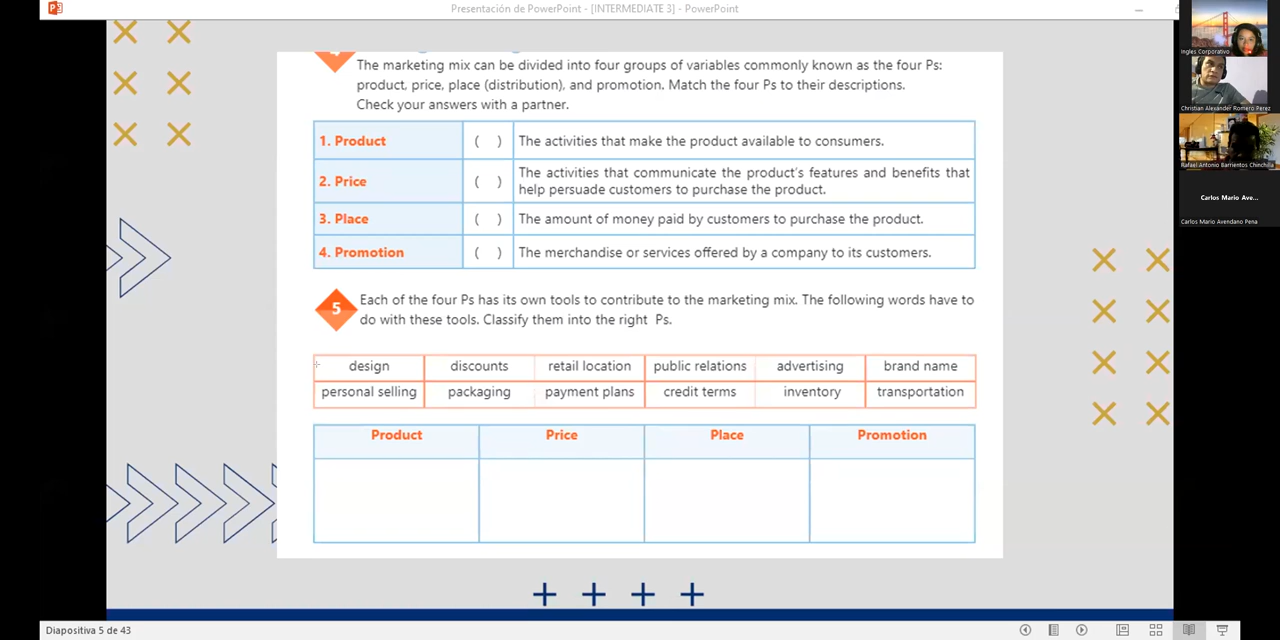 Presentación de PowerPoint - [INTERMEDIATE 3] - PowerPoint
The marketing mix can be divided into four groups of variables commonly known as the four Ps:
product, price, place (distribution), and promotion. Match the four Ps to their descriptions.
Check your answers with a partner.
1. Product ( ) The activities that make the product available to consumers.
2. Price ( ) The activities that communicate the product's features and benefits that
help persuade customers to purchase the product.
3. Place ( ) The amount of money paid by customers to purchase the product.
4. Promotion ( ) The merchandise or services offered by a company to its customers.
5 Each of the four Ps has its own tools to contribute to the marketing mix. The following words have to
do with these tools. Classify them into the right Ps.
design discounts retail location public relations advertising brand name
personal selling packaging payment plans credit terms inventory transportation
Product Price Place Promotion
Diapositiva 5 de 43
Ingles Corporativo
Christian Alexander Romero Perez
Rafael Antonio Barrientos Chinchilla
Carlos Mario Ave...
Carlos Mario Avendano Pena